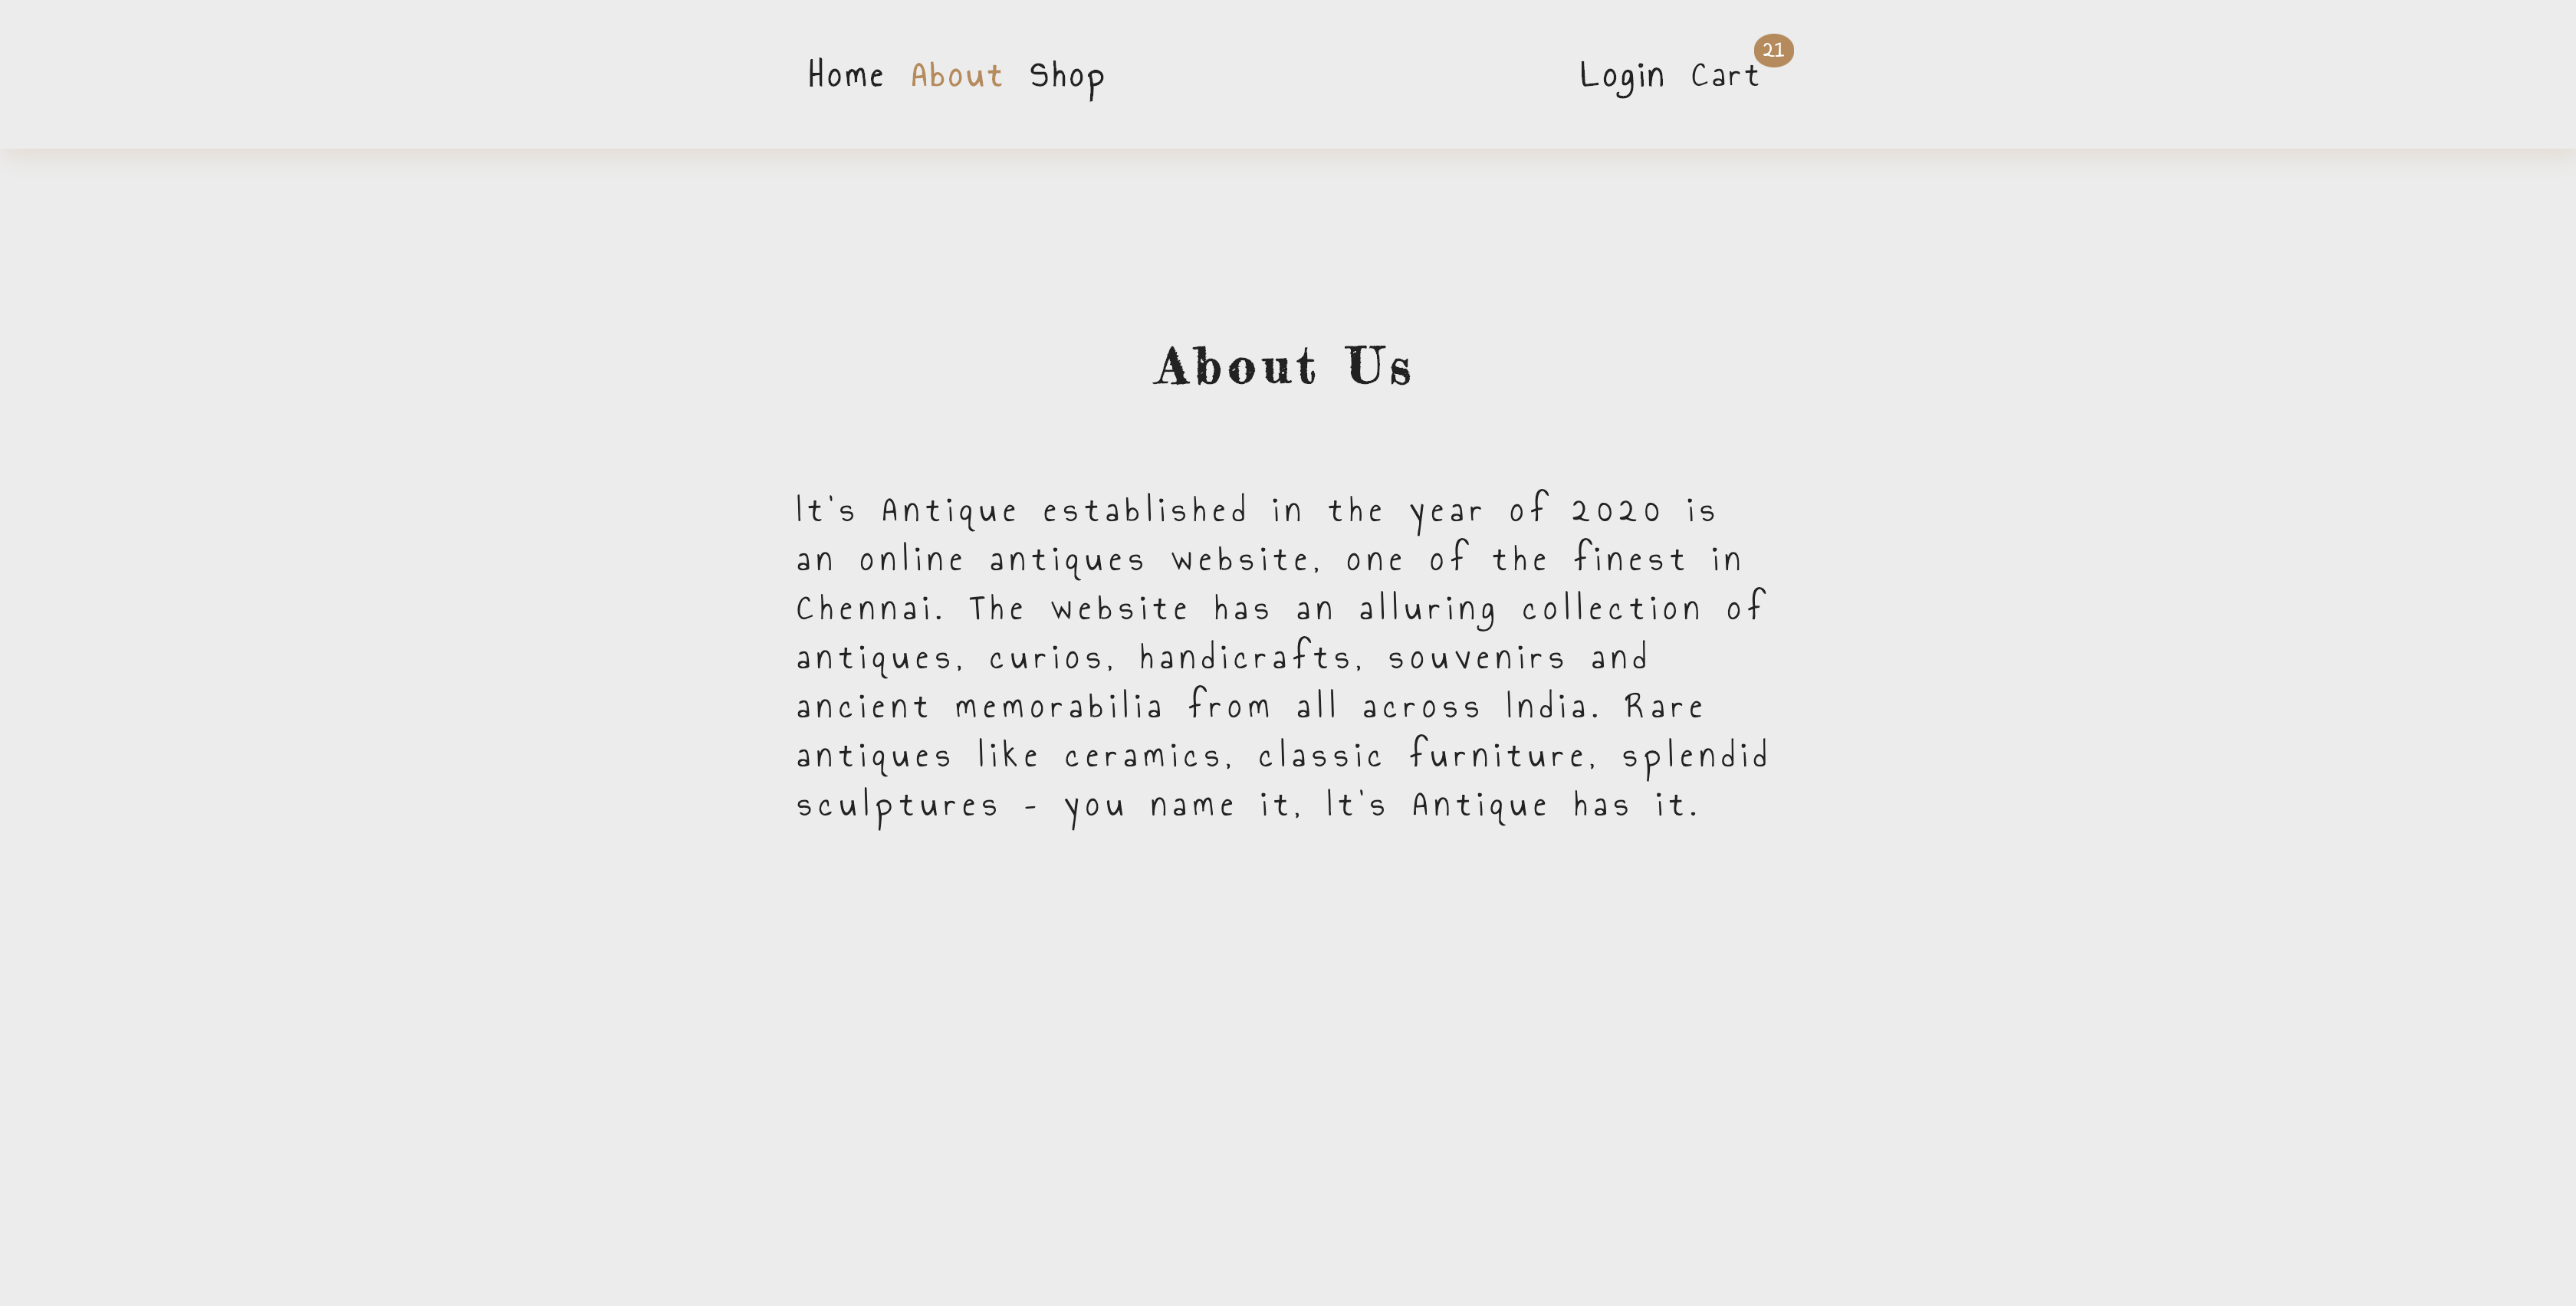 Home About Shop Login Cart 21
About Us
It's Antique established in the year of 2020 is
an online antiques website, one of the finest in
Chennai. The website has an alluring collection of
antiques, curios, handicrafts, souvenirs and
ancient memorabilia from all across India. Rare
antiques like ceramics, classic furniture, splendid
sculptures - you name it, It's Antique has it.